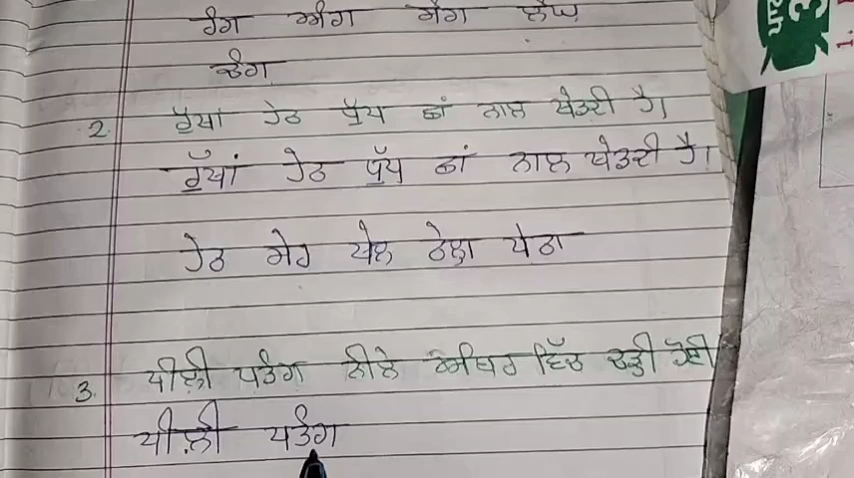 ਰੰਗ ਅੰਗ ਲੰਘ
2. ਰੁੱਖਾਂ ਹੇਠ ਧੁੱਪ ਛਾਂ ਨਾਲ ਖੇਡਦੀ ਹੈ।
ਰੁੱਖਾਂ ਹੇਠ ਧੁੱਪ ਛਾਂ ਨਾਲ ਖੇਡਦੀ ਹੈ।
ਹੇਠ ਖੇਲ ਠੇਲਾ ਪੇਠਾ
3. ਪੀਲੀ ਪਤੰਗ ਨੀਲੇ ਅੰਬਰ ਵਿੱਚ ਚੜ੍ਹੀ ਹੋਈ
ਪੀਲੀ ਪਤੰਗ